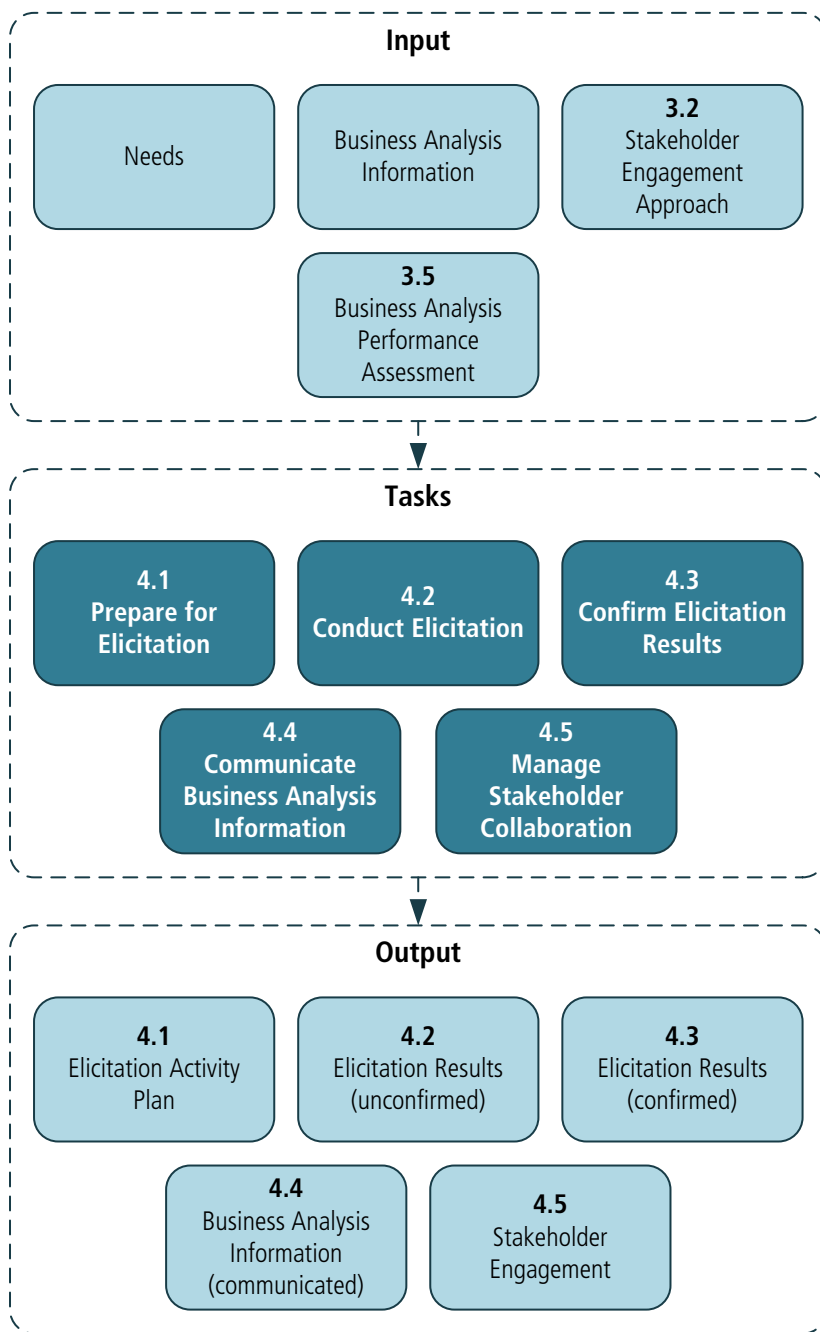 Input
Needs
Business Analysis
Information
3.2
Stakeholder
Engagement
Approach
3.5
Business Analysis
Performance
Assessment
Tasks
4.1
Prepare for
Elicitation
4.2
Conduct Elicitation
4.3
Confirm Elicitation
Results
4.4
Communicate
Business Analysis
Information
4.5
Manage
Stakeholder
Collaboration
Output
4.1
Elicitation Activity
Plan
4.2
Elicitation Results
(unconfirmed)
4.3
Elicitation Results
(confirmed)
4.4
Business Analysis
Information
(communicated)
4.5
Stakeholder
Engagement